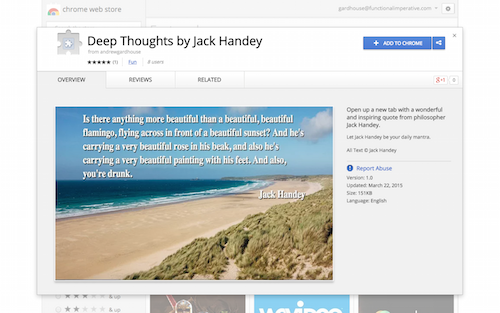 chrome web store
gardhouse@functionalimperative.com
Deep Thoughts by Jack Handey
from andrewgardhouse
(1) Fun 8 users
+ ADD TO CHROME
OVERVIEW
REVIEWS
RELATED
+1 0
Is there anything more beautiful than a beautiful, beautiful
flamingo, flying across in front of a beautiful sunset? And he's
carrying a very beautiful rose in his beak, and also he's
carrying a very beautiful painting with his feet. And also,
you're drunk.
Jack Handey
Open up a new tab with a wonderful
and inspiring quote from philosopher
Jack Handey.
Let Jack Handey be your daily mantra.
All Text © Jack Handey
Report Abuse
Version: 1.0
Updated: March 22, 2015
Size: 151KB
Language: English
& up
& up